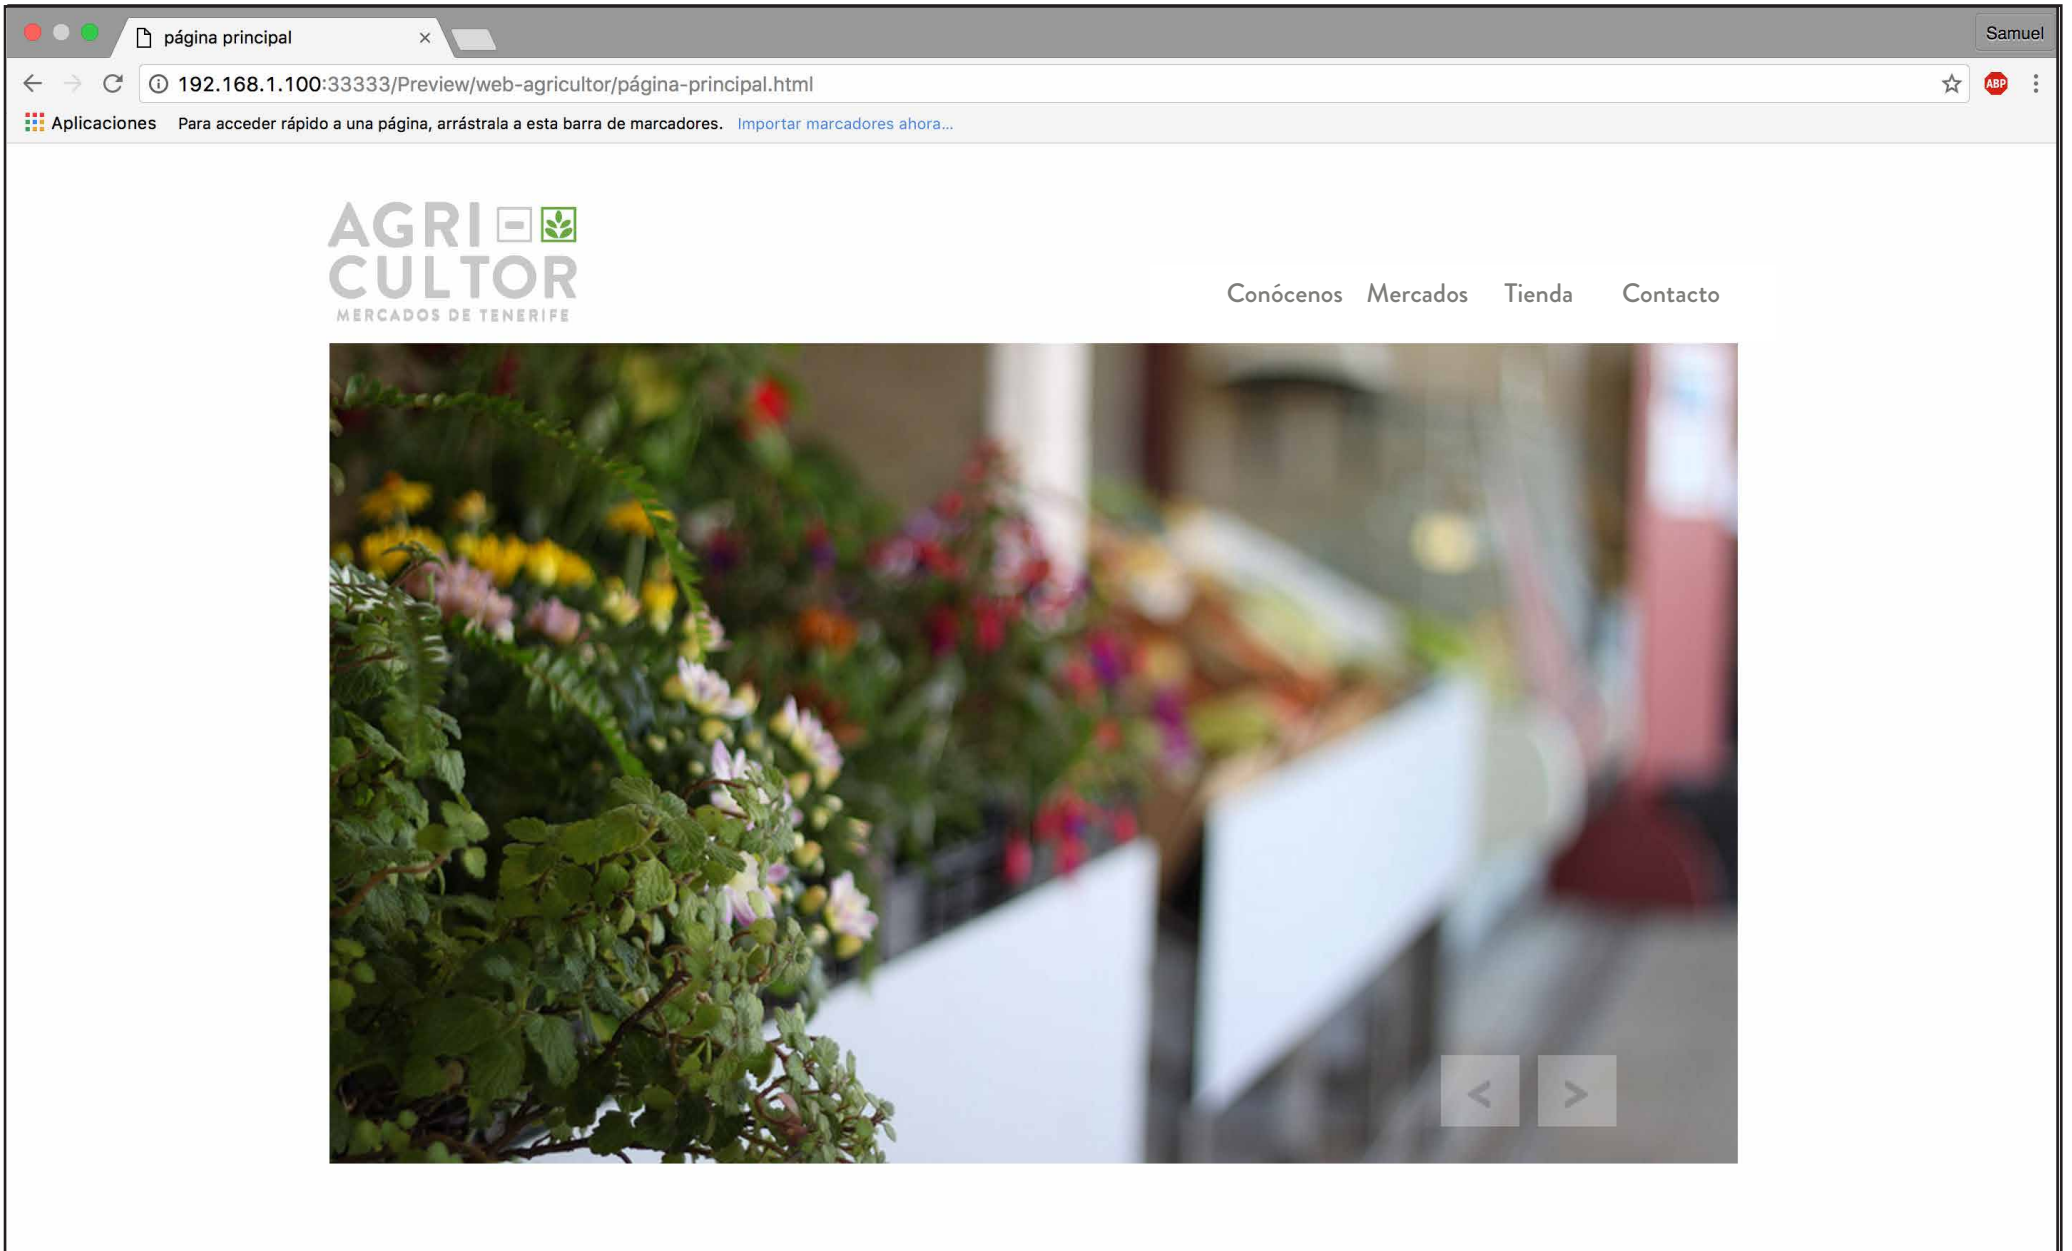 página principal
Samuel
192.168.1.100:33333/Preview/web-agricultor/página-principal.html
ABP
Aplicaciones Para acceder rápido a una página, arrástrala a esta barra de marcadores. Importar marcadores ahora...
AGRI-
CULTOR
MERCADOS DE TENERIFE
Conócenos Mercados Tienda Contacto
< >